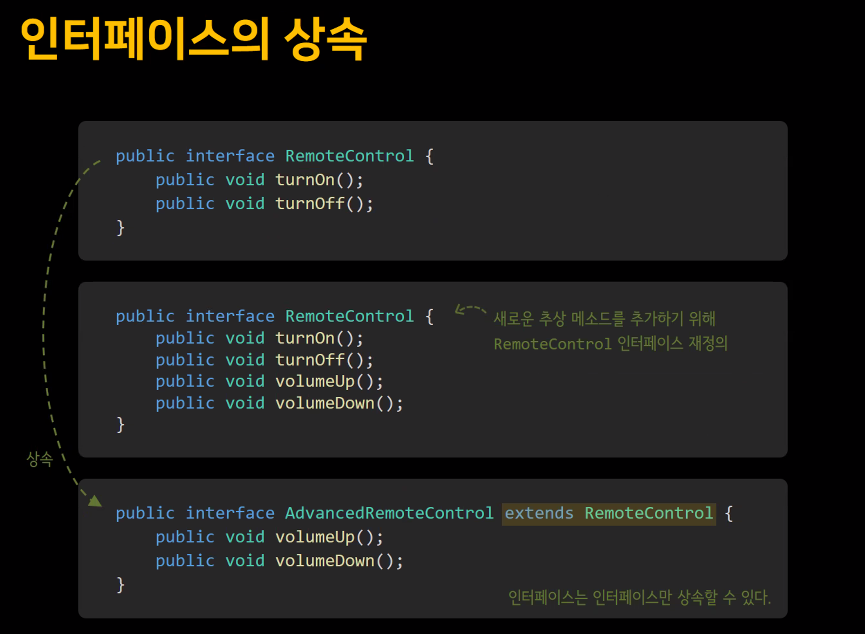 인터페이스의 상속
public interface RemoteControl {
    public void turnOn();
    public void turnOff();
}
public interface RemoteControl {
    public void turnOn();
    public void turnOff();
    public void volumeUp();
    public void volumeDown();
}
새로운 추상 메소드를 추가하기 위해
RemoteControl 인터페이스 재정의
상속
public interface AdvancedRemoteControl extends RemoteControl {
    public void volumeUp();
    public void volumeDown();
}
인터페이스는 인터페이스만 상속할 수 있다.